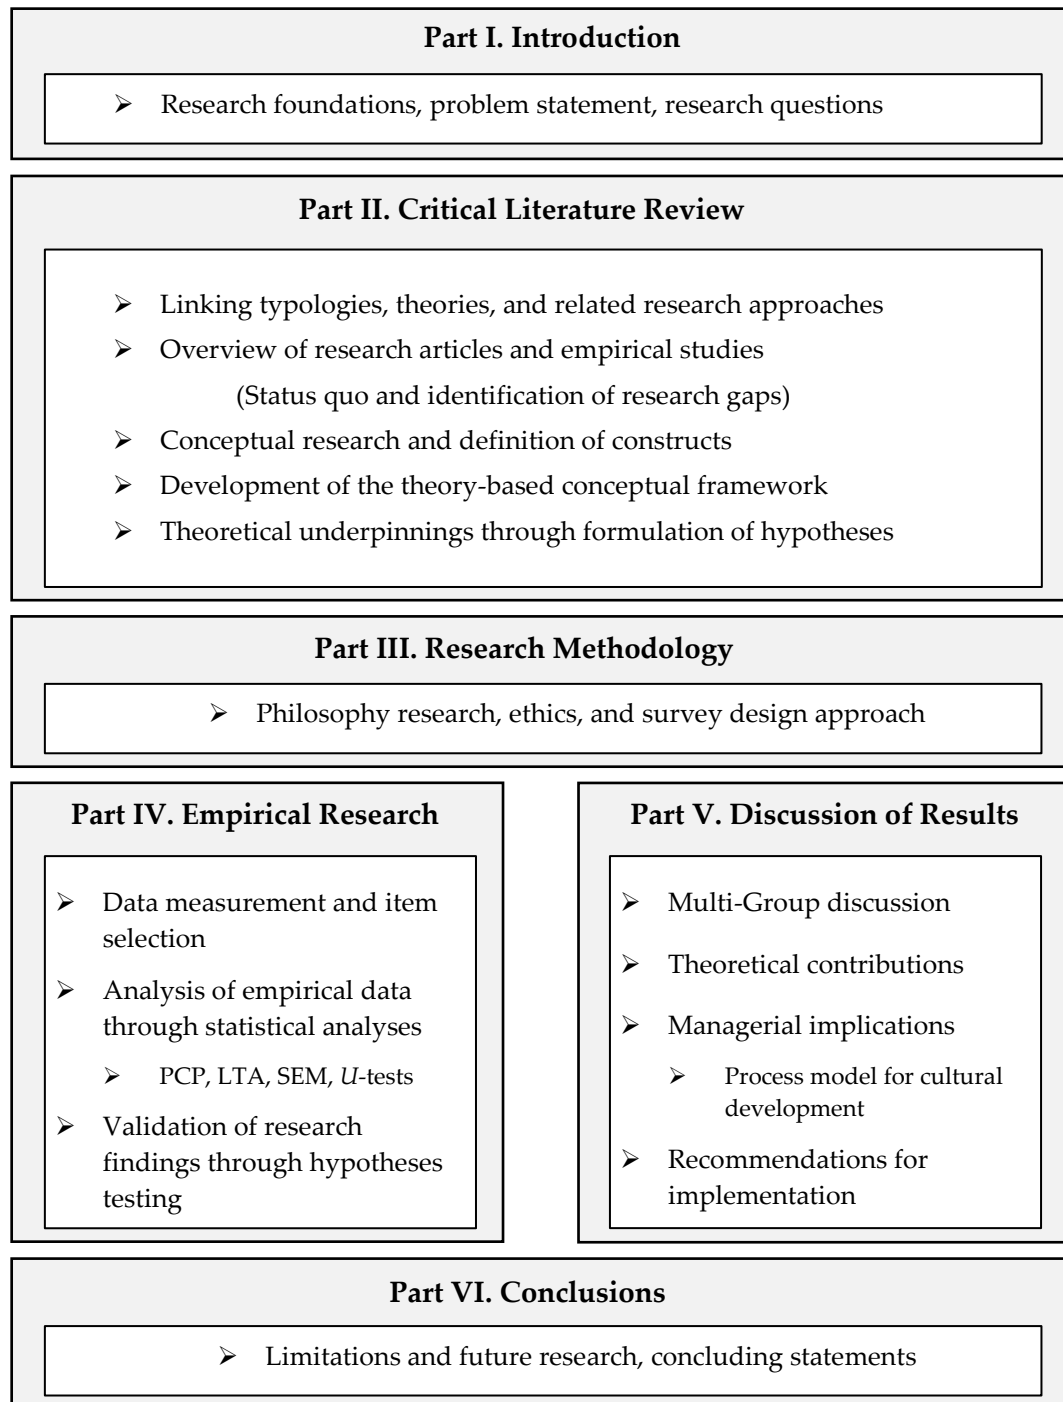 Part I. Introduction
➢ Research foundations, problem statement, research questions
Part II. Critical Literature Review
➢ Linking typologies, theories, and related research approaches
➢ Overview of research articles and empirical studies
(Status quo and identification of research gaps)
➢ Conceptual research and definition of constructs
➢ Development of the theory-based conceptual framework
➢ Theoretical underpinnings through formulation of hypotheses
Part III. Research Methodology
➢ Philosophy research, ethics, and survey design approach
Part IV. Empirical Research
➢ Data measurement and item
selection
➢ Analysis of empirical data
through statistical analyses
➢ PCP, LTA, SEM, U-tests
➢ Validation of research
findings through hypotheses
testing
Part V. Discussion of Results
➢ Multi-Group discussion
➢ Theoretical contributions
➢ Managerial implications
➢ Process model for cultural
development
➢ Recommendations for
implementation
Part VI. Conclusions
➢ Limitations and future research, concluding statements